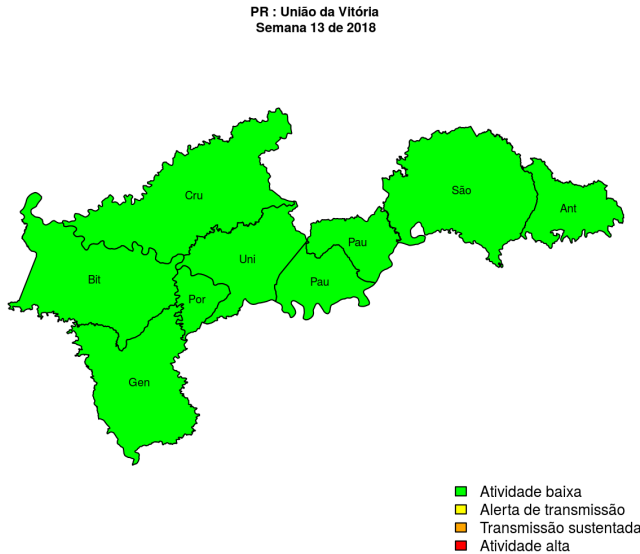 PR : União da Vitória
Semana 13 de 2018
Cru
São
Ant
Pau
Uni
Bit
Pau
Por
Gen
Atividade baixa
Alerta de transmissão
Transmissão sustentada
Atividade alta